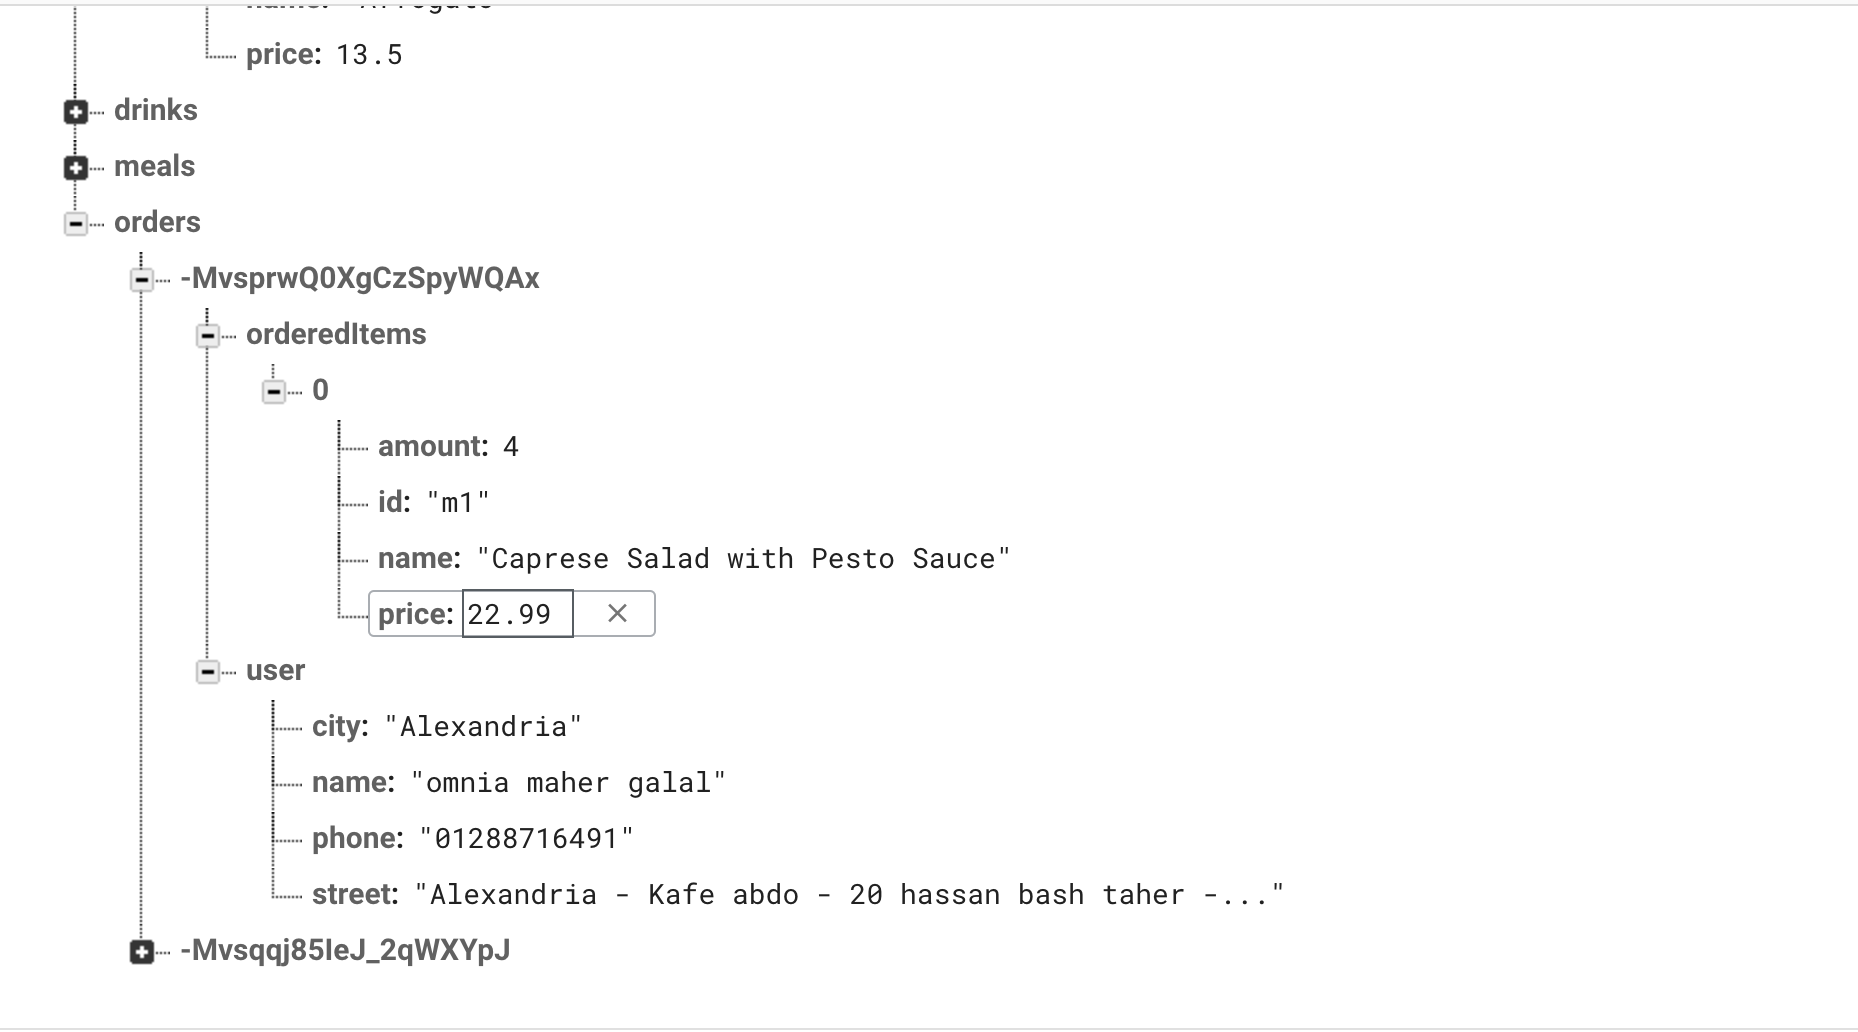 price: 13.5
drinks
meals
orders
-MvsprwQ0XgCzSpyWQAx
orderedItems
0
amount: 4
id: "m1"
name: "Caprese Salad with Pesto Sauce"
price: 22.99
user
city: "Alexandria"
name: "omnia maher galal"
phone: "01288716491"
street: "Alexandria - Kafe abdo - 20 hassan bash taher -..."
-Mvsqqj85IeJ_2qWXYpJ